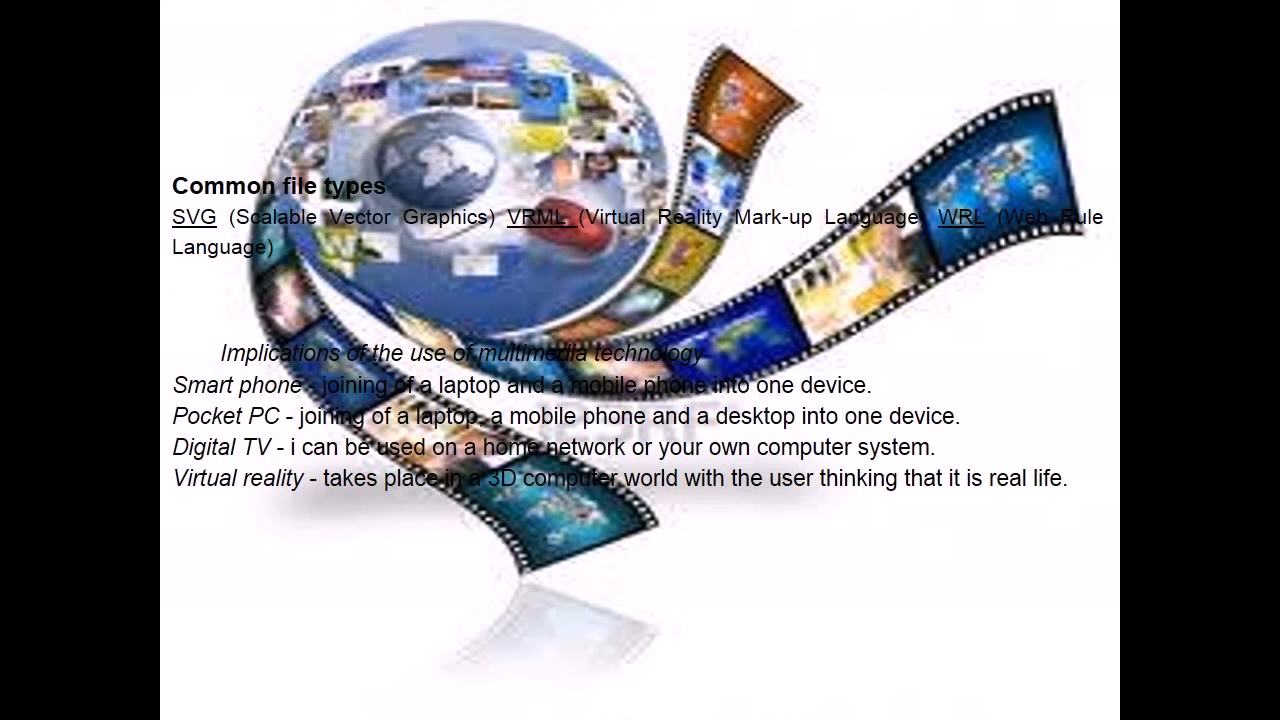 Common file types
SVG (Scalable Vector Graphics) VRML (Virtual Reality Mark-up Language) WRL (Web Rule
Language)
Implications of the use of multimedia technology
Smart phone - joining of a laptop and a mobile phone into one device.
Pocket PC - joining of a laptop, a mobile phone and a desktop into one device.
Digital TV - i can be used on a home network or your own computer system.
Virtual reality - takes place in a 3D computer world with the user thinking that it is real life.